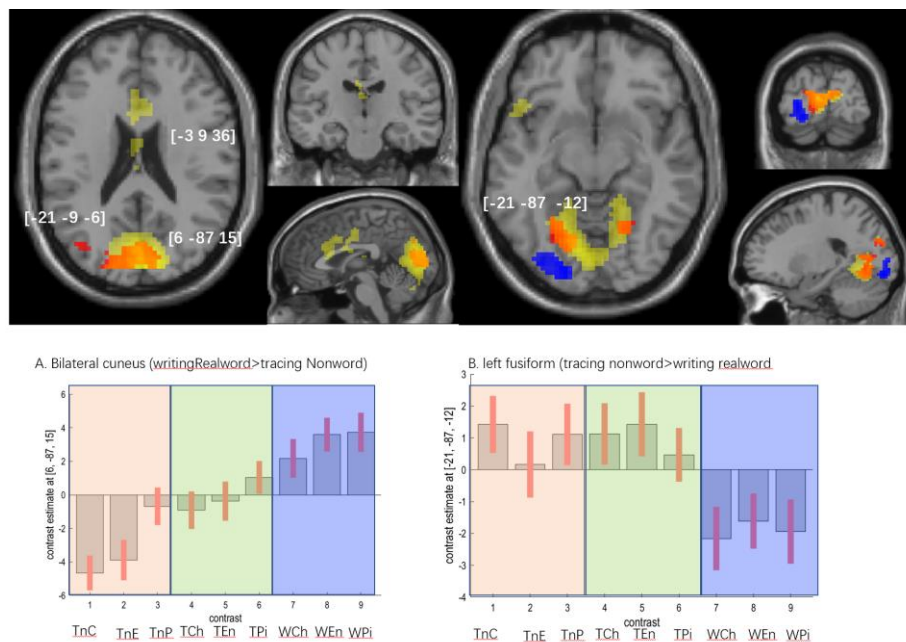 [-3 9 36]
[-21 -9 -6]
[6 -87 15]
[-21 -87 -12]
A. Bilateral cuneus (writingRealword>tracing Nonword)
contrast estimate at [6, -87, 15]
6
4
2
0
-2
-4
-6
1 2 3 4 5 6 7 8 9
contrast
TnC TnE TnP TCh TEn TPi WCh WEn WPi
B. left fusiform (tracing nonword>writing realword
contrast estimate at [-21, -87, -12]
3
2
1
0
-1
-2
-3
-4
1 2 3 4 5 6 7 8 9
contrast
TnC TnE TnP TCh TEn TPi WCh WEn WPi